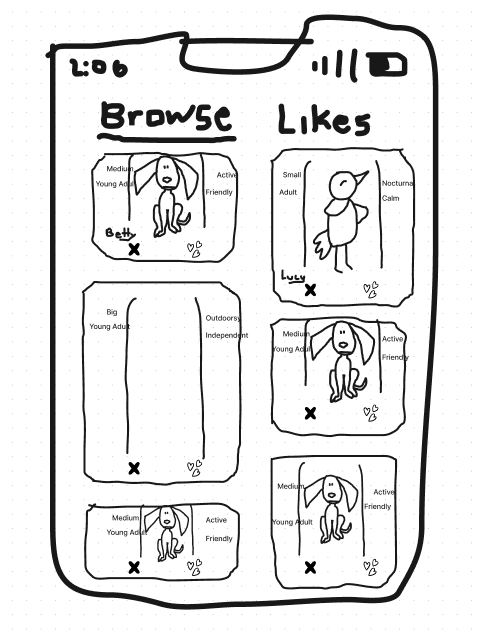 2:06
Browse Likes
Medium Active
Young Adult Friendly
Betty
Small Nocturnal
Adult Calm
Lucy
Big Outdoorsy
Young Adult Independent
Medium Active
Young Adult Friendly
Medium Active
Young Adult Friendly
Medium Active
Young Adult Friendly